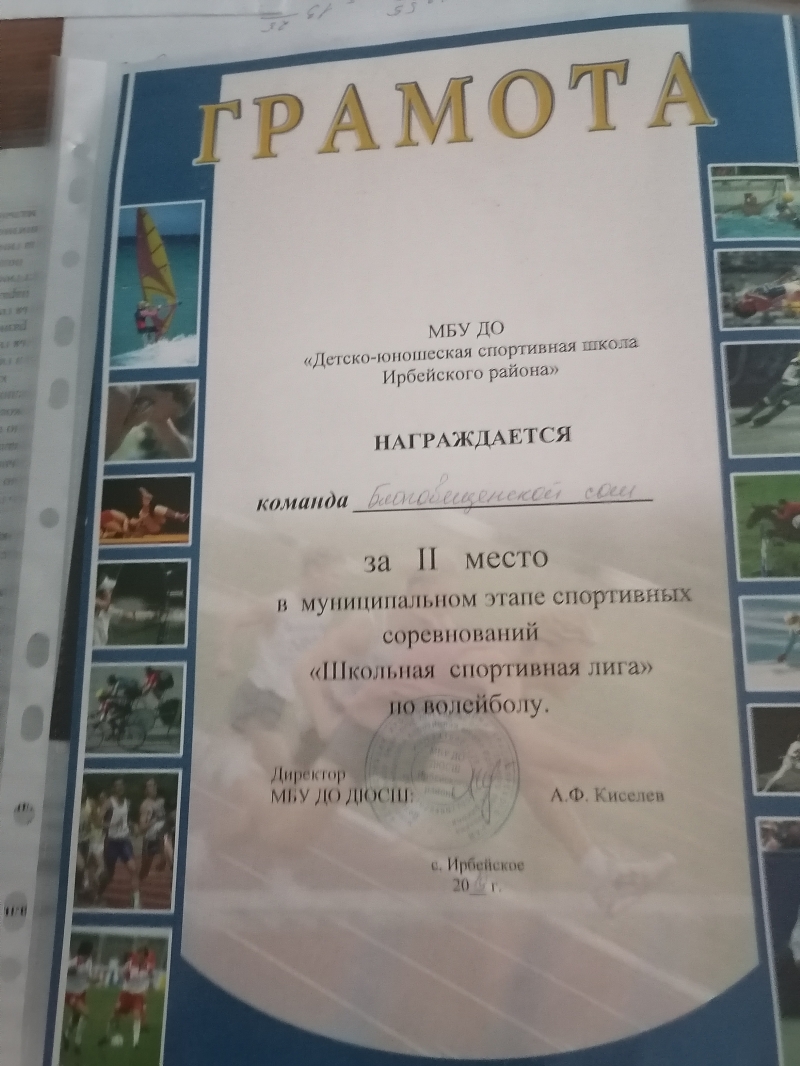 ГРАМОТА
МБУ ДО
«Детско-юношеская спортивная школа
Ирбейского района»
НАГРАЖДАЕТСЯ
команда Благовещенской сош
за II место
в муниципальном этапе спортивных
соревнований
«Школьная спортивная лига»
по волейболу.
Директор
МБУ ДО ДЮСШ: А.Ф. Киселев
с. Ирбейское
20 г.